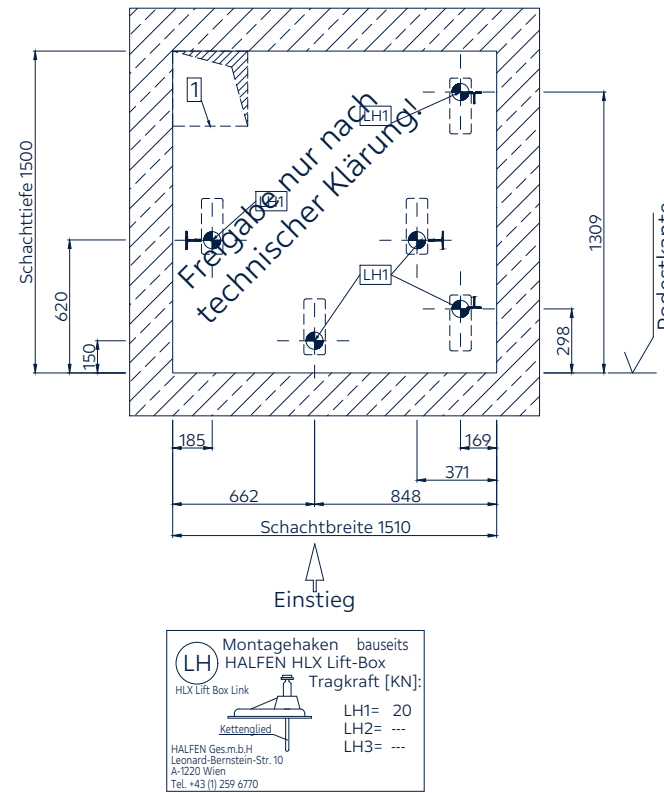 1
LH1
Freigabe nur nach
technischer Klärung!
LH1
LH1
Schachttiefe 1500
620
150
1309
298
Podestkante
185
169
371
662
848
Schachtbreite 1510
Einstieg
LH
Montagehaken bauseits
HALFEN HLX Lift-Box
Tragkraft [KN]:
HLX Lift Box Link
Kettenglied
LH1= 20
LH2= ---
LH3= ---
HALFEN Ges.m.b.H
Leonard-Bernstein-Str. 10
A-1220 Wien
Tel. +43 (1) 259 6770